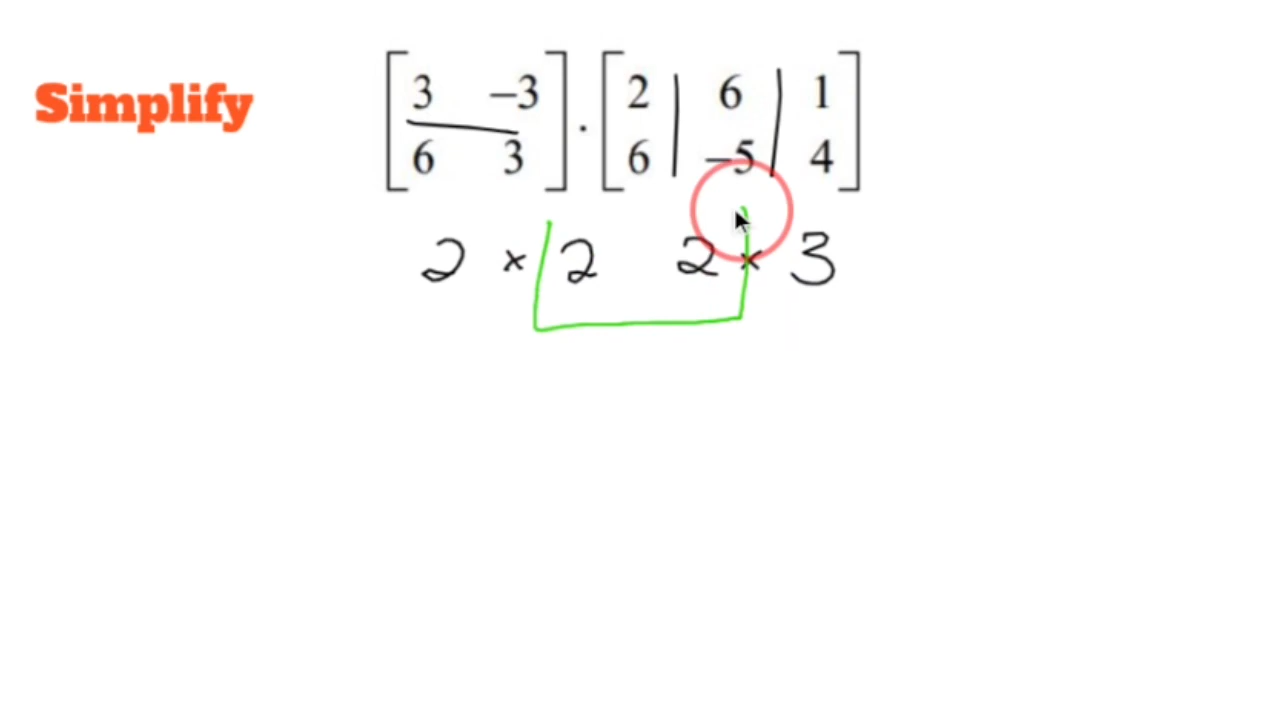 Simplify
[3 −3] · [2 | 6 | 1]
[6 3] [6 | −5 | 4]
2 × 2 2 × 3